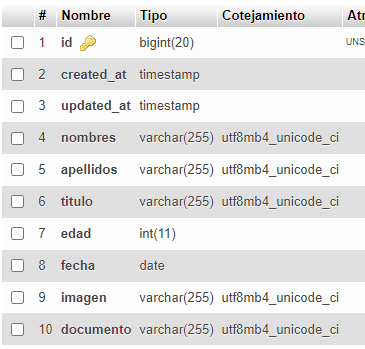 # Nombre Tipo Cotejamiento Atr
1 id bigint(20) UNS
2 created_at timestamp
3 updated_at timestamp
4 nombres varchar(255) utf8mb4_unicode_ci
5 apellidos varchar(255) utf8mb4_unicode_ci
6 titulo varchar(255) utf8mb4_unicode_ci
7 edad int(11)
8 fecha date
9 imagen varchar(255) utf8mb4_unicode_ci
10 documento varchar(255) utf8mb4_unicode_ci